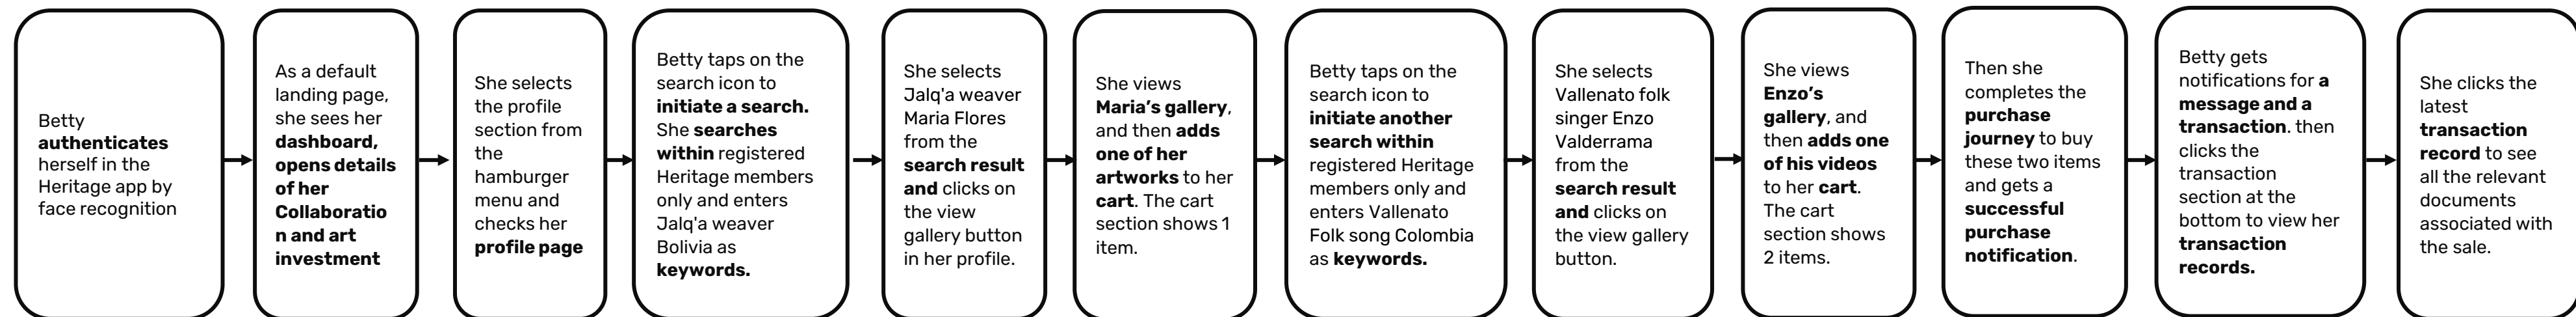 Betty
authenticates
herself in the
Heritage app by
face recognition
As a default
landing page,
she sees her
dashboard,
opens details
of her
Collaboratio
n and art
investment
She selects
the profile
section from
the
hamburger
menu and
checks her
profile page
Betty taps on the
search icon to
initiate a search.
She searches
within registered
Heritage members
only and enters
Jalq'a weaver
Bolivia as
keywords.
She selects
Jalq'a weaver
Maria Flores
from the
search result
and clicks on
the view
gallery button
in her profile.
She views
Maria’s gallery,
and then adds
one of her
artworks to her
cart. The cart
section shows 1
item.
Betty taps on the
search icon to
initiate another
search within
registered Heritage
members only and
enters Vallenato
Folk song Colombia
as keywords.
She selects
Vallenato folk
singer Enzo
Valderrama
from the
search result
and clicks on
the view gallery
button.
She views
Enzo’s
gallery, and
then adds one
of his videos
to her cart.
The cart
section shows
2 items.
Then she
completes the
purchase
journey to buy
these two items
and gets a
successful
purchase
notification.
Betty gets
notifications for a
message and a
transaction. then
clicks the
transaction
section at the
bottom to view her
transaction
records.
She clicks the
latest
transaction
record to see
all the relevant
documents
associated with
the sale.